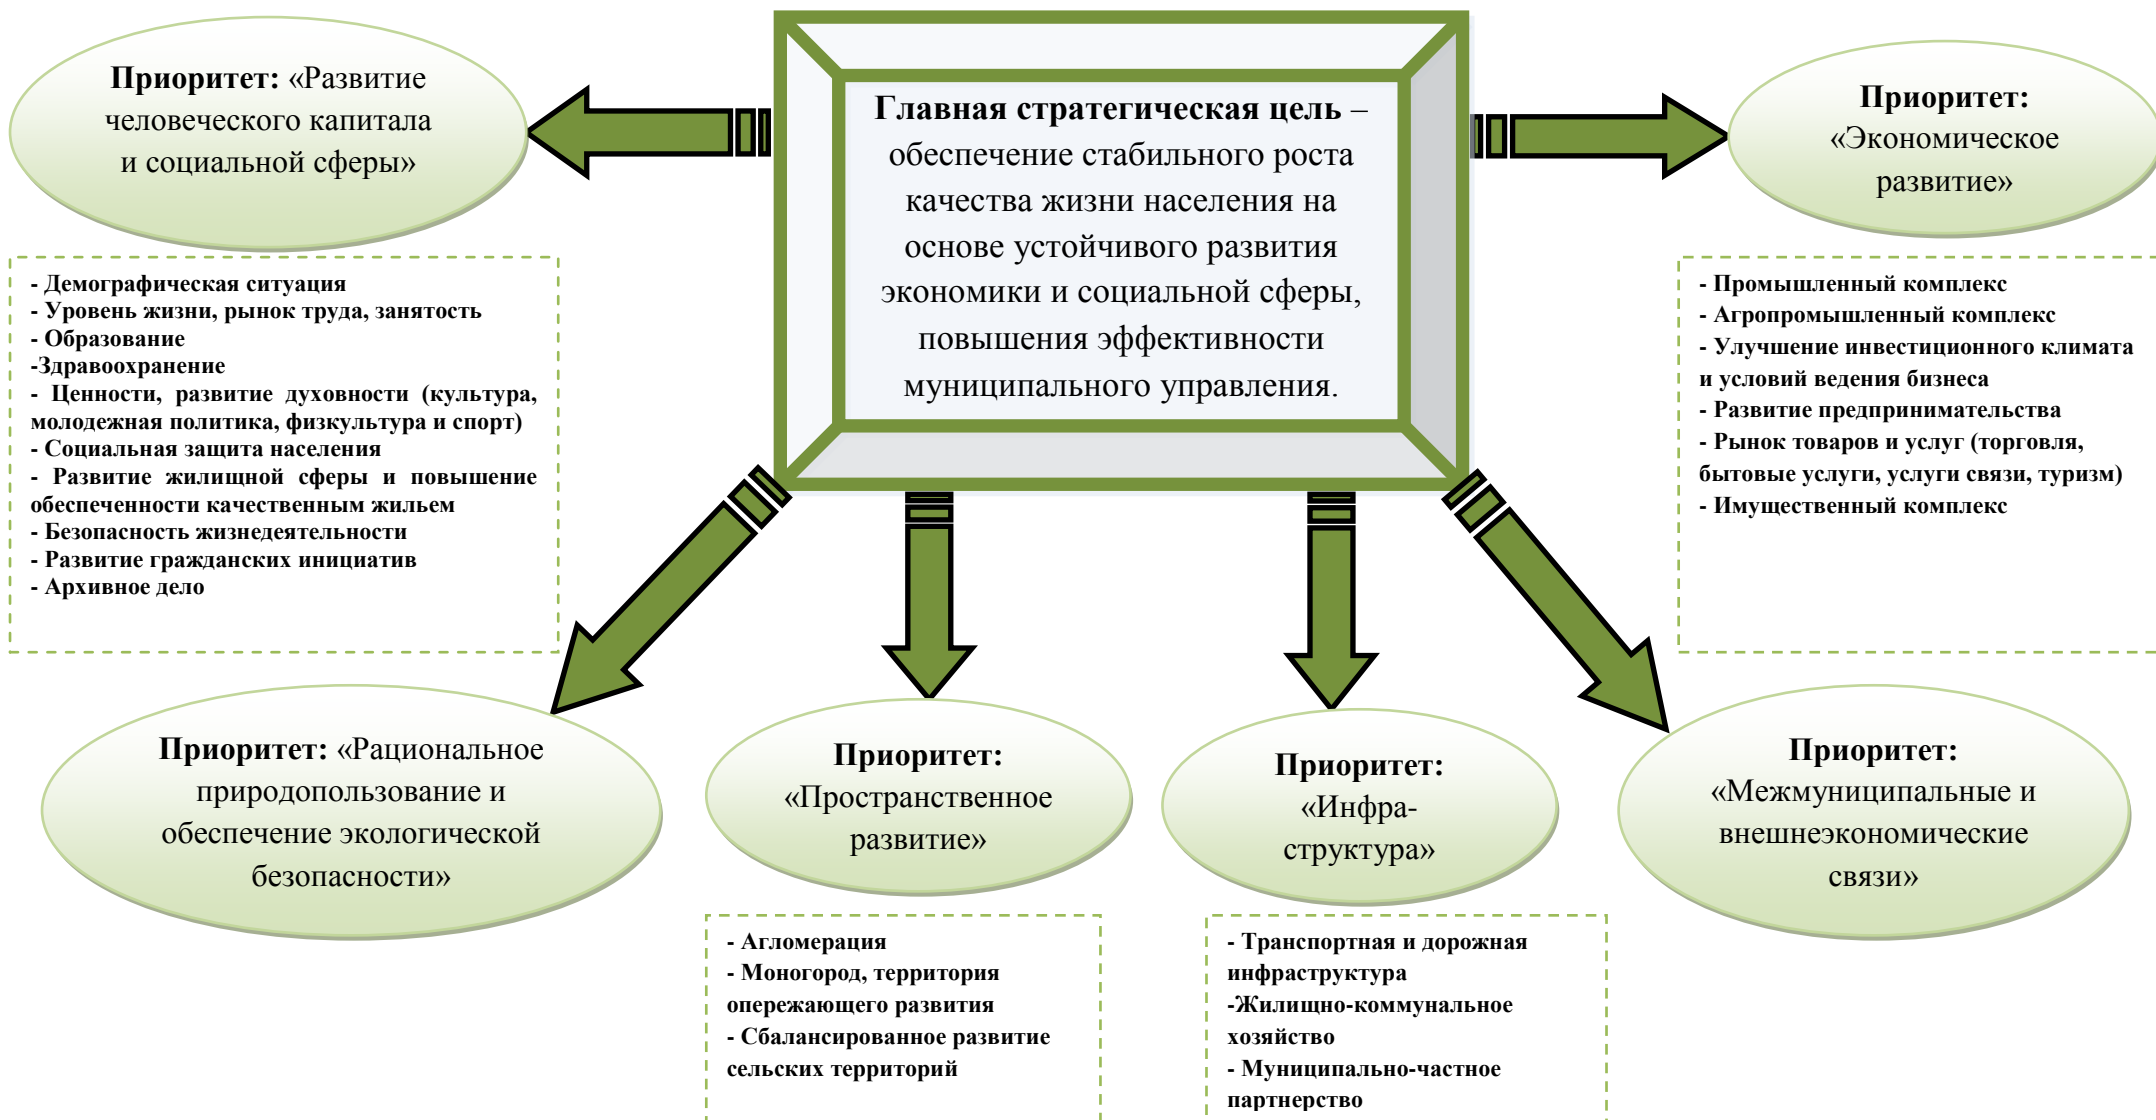 Приоритет: «Развитие
человеческого капитала
и социальной сферы»
Главная стратегическая цель –
обеспечение стабильного роста
качества жизни населения на
основе устойчивого развития
экономики и социальной сферы,
повышения эффективности
муниципального управления.
Приоритет:
«Экономическое
развитие»
- Демографическая ситуация
- Уровень жизни, рынок труда, занятость
- Образование
-Здравоохранение
- Ценности, развитие духовности (культура,
молодежная политика, физкультура и спорт)
- Социальная защита населения
- Развитие жилищной сферы и повышение
обеспеченности качественным жильем
- Безопасность жизнедеятельности
- Развитие гражданских инициатив
- Архивное дело
- Промышленный комплекс
- Агропромышленный комплекс
- Улучшение инвестиционного климата
и условий ведения бизнеса
- Развитие предпринимательства
- Рынок товаров и услуг (торговля,
бытовые услуги, услуги связи, туризм)
- Имущественный комплекс
Приоритет: «Рациональное
природопользование и
обеспечение экологической
безопасности»
Приоритет:
«Пространственное
развитие»
Приоритет:
«Инфра-
структура»
Приоритет:
«Межмуниципальные и
внешнеэкономические
связи»
- Агломерация
- Моногород, территория
опережающего развития
- Сбалансированное развитие
сельских территорий
- Транспортная и дорожная
инфраструктура
-Жилищно-коммунальное
хозяйство
- Муниципально-частное
партнерство